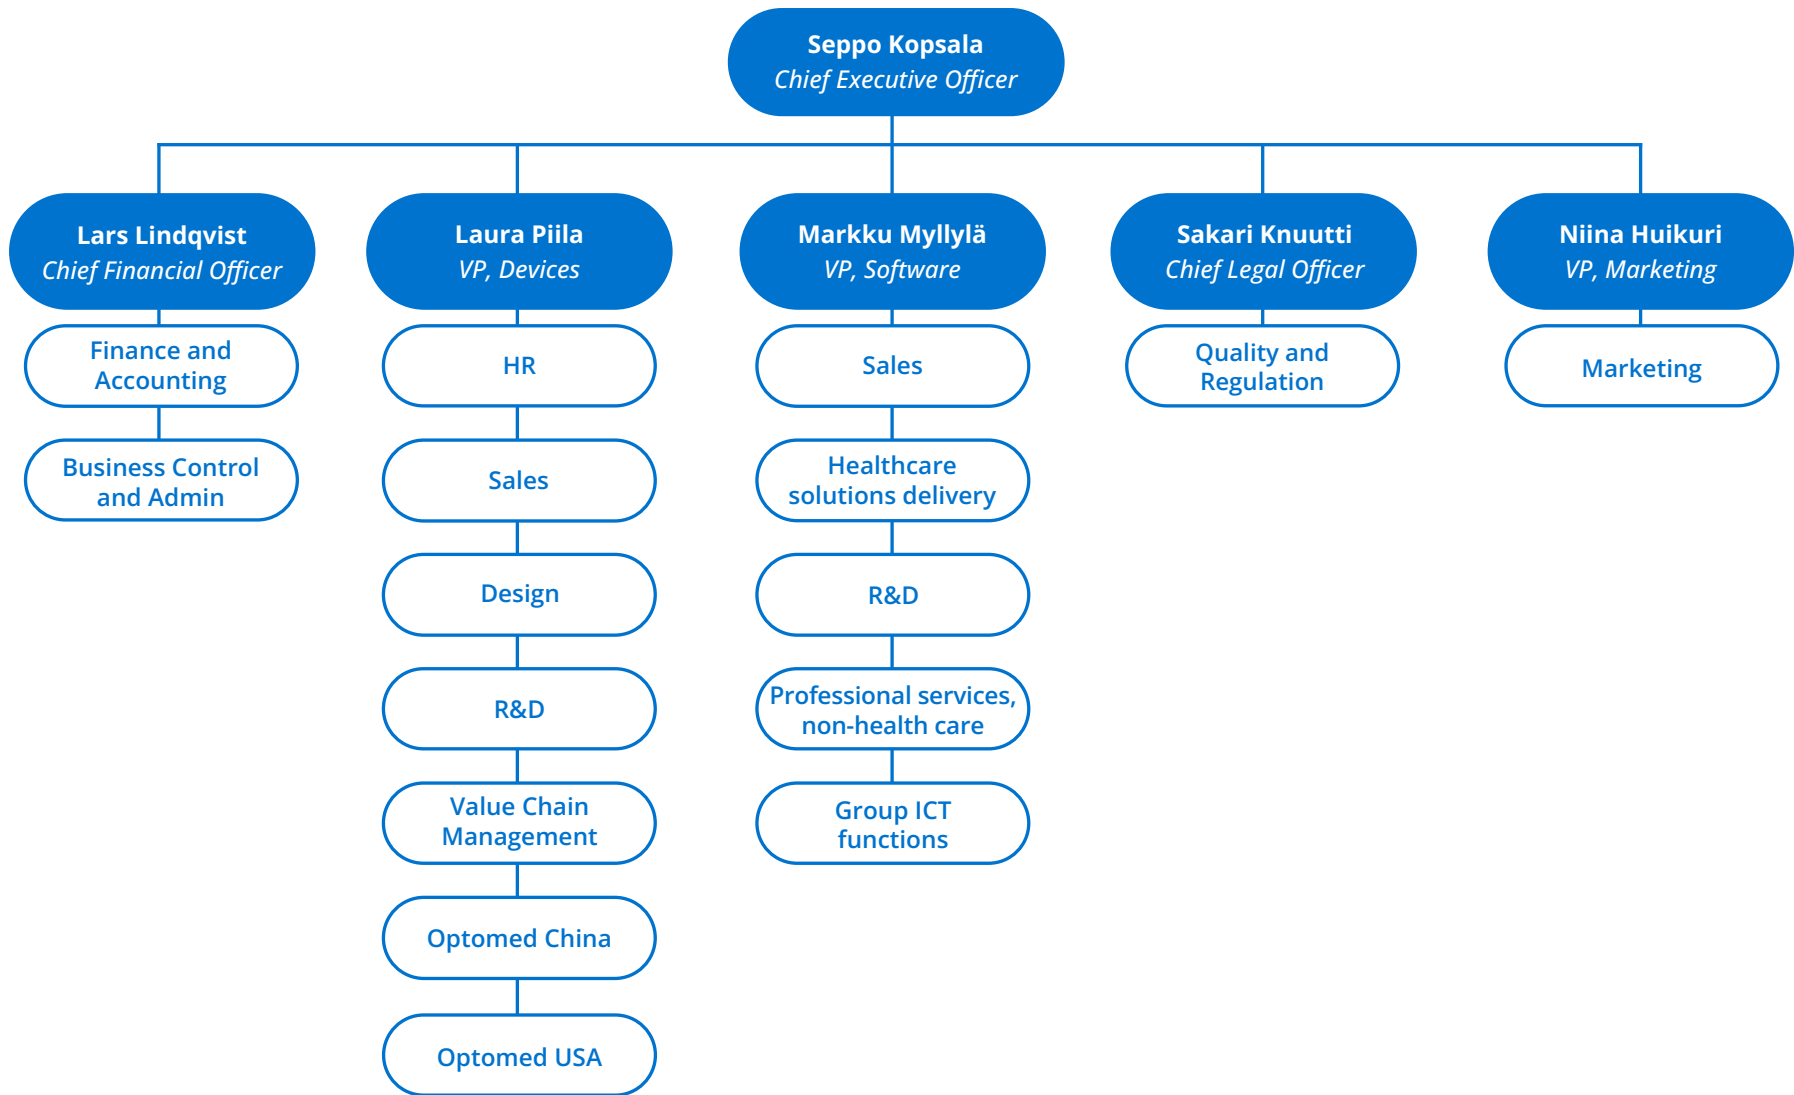 Seppo Kopsala
Chief Executive Officer
Lars Lindqvist
Chief Financial Officer
Finance and
Accounting
Business Control
and Admin
Laura Piila
VP, Devices
HR
Sales
Design
R&D
Value Chain
Management
Optomed China
Optomed USA
Markku Myllylä
VP, Software
Sales
Healthcare
solutions delivery
R&D
Professional services,
non-health care
Group ICT
functions
Sakari Knuutti
Chief Legal Officer
Quality and
Regulation
Niina Huikuri
VP, Marketing
Marketing